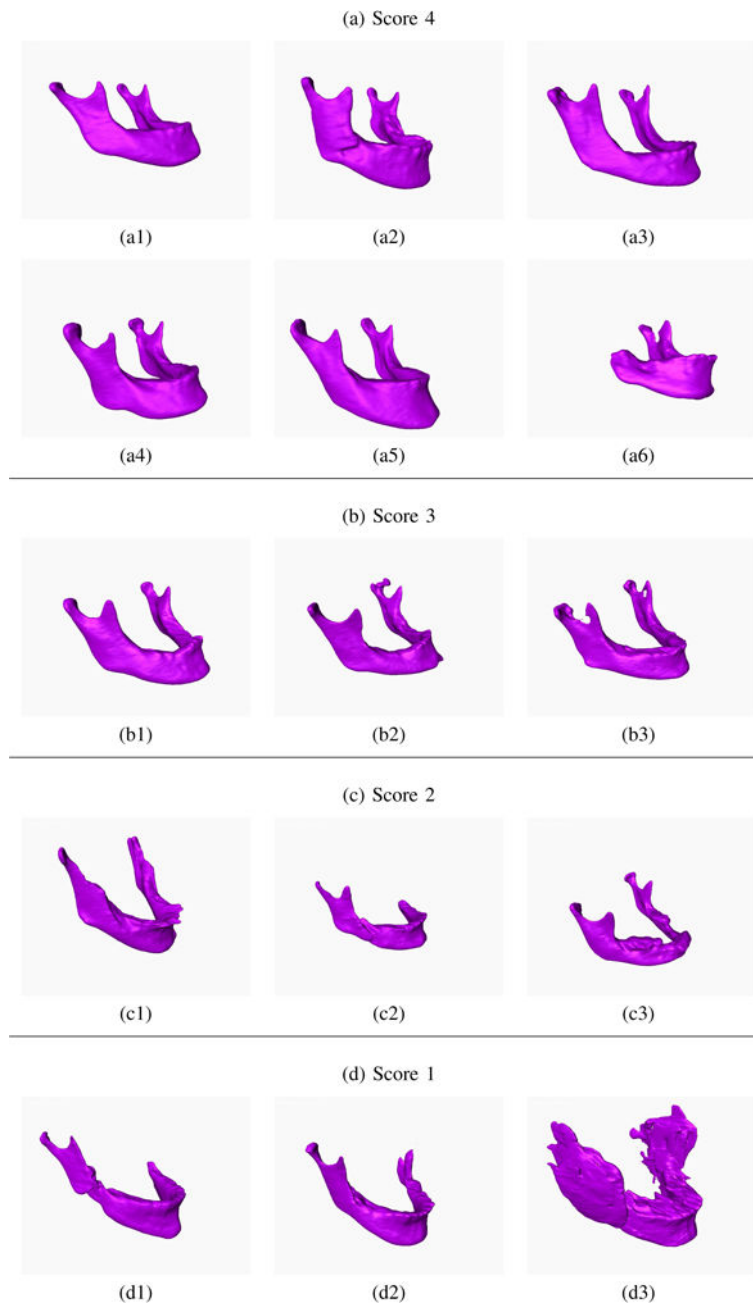 (a) Score 4
(a1) (a2) (a3)
(a4) (a5) (a6)
(b) Score 3
(b1) (b2) (b3)
(c) Score 2
(c1) (c2) (c3)
(d) Score 1
(d1) (d2) (d3)